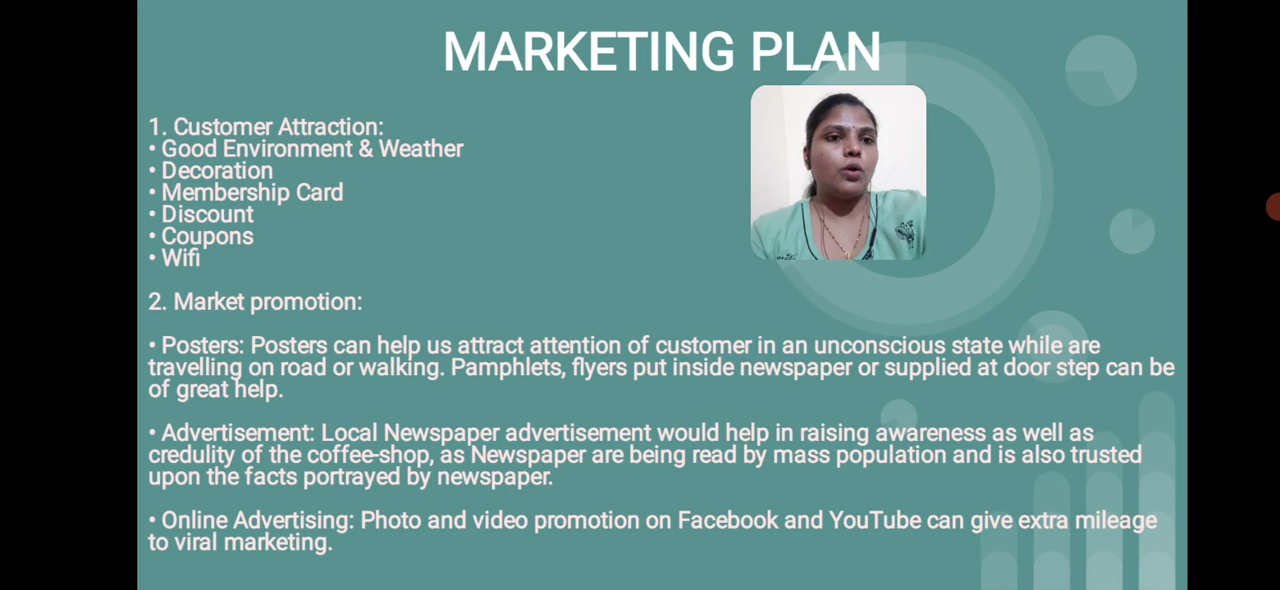 MARKETING PLAN
1. Customer Attraction:
• Good Environment & Weather
• Decoration
• Membership Card
• Discount
• Coupons
• Wifi
2. Market promotion:
• Posters: Posters can help us attract attention of customer in an unconscious state while are
travelling on road or walking. Pamphlets, flyers put inside newspaper or supplied at door step can be
of great help.
• Advertisement: Local Newspaper advertisement would help in raising awareness as well as
credulity of the coffee-shop, as Newspaper are being read by mass population and is also trusted
upon the facts portrayed by newspaper.
• Online Advertising: Photo and video promotion on Facebook and YouTube can give extra mileage
to viral marketing.